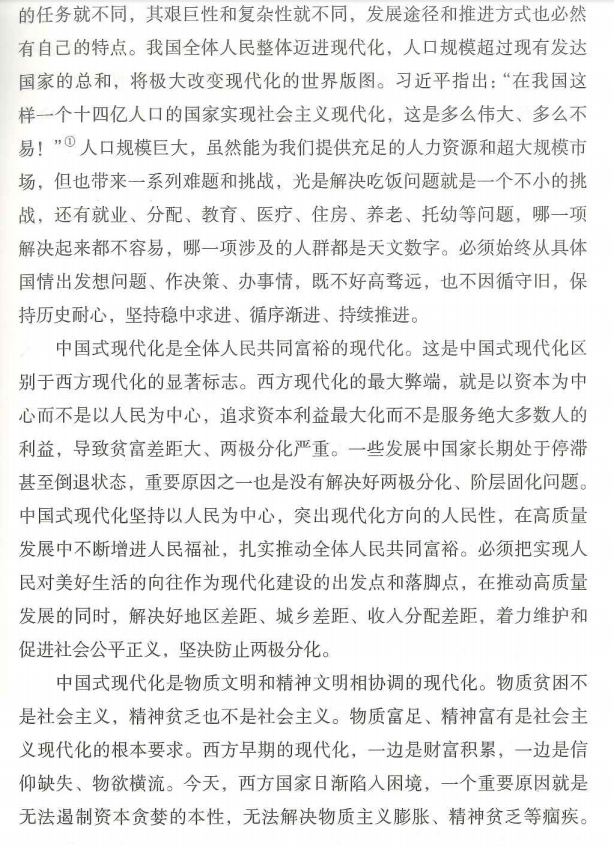 的任务就不同，其艰巨性和复杂性就不同，发展途径和推进方式也必然
有自己的特点。我国全体人民整体迈进现代化，人口规模超过现有发达
国家的总和，将极大改变现代化的世界版图。习近平指出：“在我国这
样一个十四亿人口的国家实现社会主义现代化，这是多么伟大、多么不
易！”①人口规模巨大，虽然能为我们提供充足的人力资源和超大规模市
场，但也带来一系列难题和挑战，光是解决吃饭问题就是一个不小的挑
战，还有就业、分配、教育、医疗、住房、养老、托幼等问题，哪一项
解决起来都不容易，哪一项涉及的人群都是天文数字。必须始终从具体
国情出发想问题、作决策、办事情，既不好高骛远，也不因循守旧，保
持历史耐心，坚持稳中求进、循序渐进、持续推进。
中国式现代化是全体人民共同富裕的现代化。这是中国式现代化区
别于西方现代化的显著标志。西方现代化的最大弊端，就是以资本为中
心而不是以人民为中心，追求资本利益最大化而不是服务绝大多数人的
利益，导致贫富差距大、两极分化严重。一些发展中国家长期处于停滞
甚至倒退状态，重要原因之一也是没有解决好两极分化、阶层固化问题。
中国式现代化坚持以人民为中心，突出现代化方向的人民性，在高质量
发展中不断增进人民福祉，扎实推动全体人民共同富裕。必须把实现人
民对美好生活的向往作为现代化建设的出发点和落脚点，在推动高质量
发展的同时，解决好地区差距、城乡差距、收入分配差距，着力维护和
促进社会公平正义，坚决防止两极分化。
中国式现代化是物质文明和精神文明相协调的现代化。物质贫困不
是社会主义，精神贫乏也不是社会主义。物质富足、精神富有是社会主
义现代化的根本要求。西方早期的现代化，一边是财富积累，一边是信
仰缺失、物欲横流。今天，西方国家日渐陷入困境，一个重要原因就是
无法遏制资本贪婪的本性，无法解决物质主义膨胀、精神贫乏等痼疾。